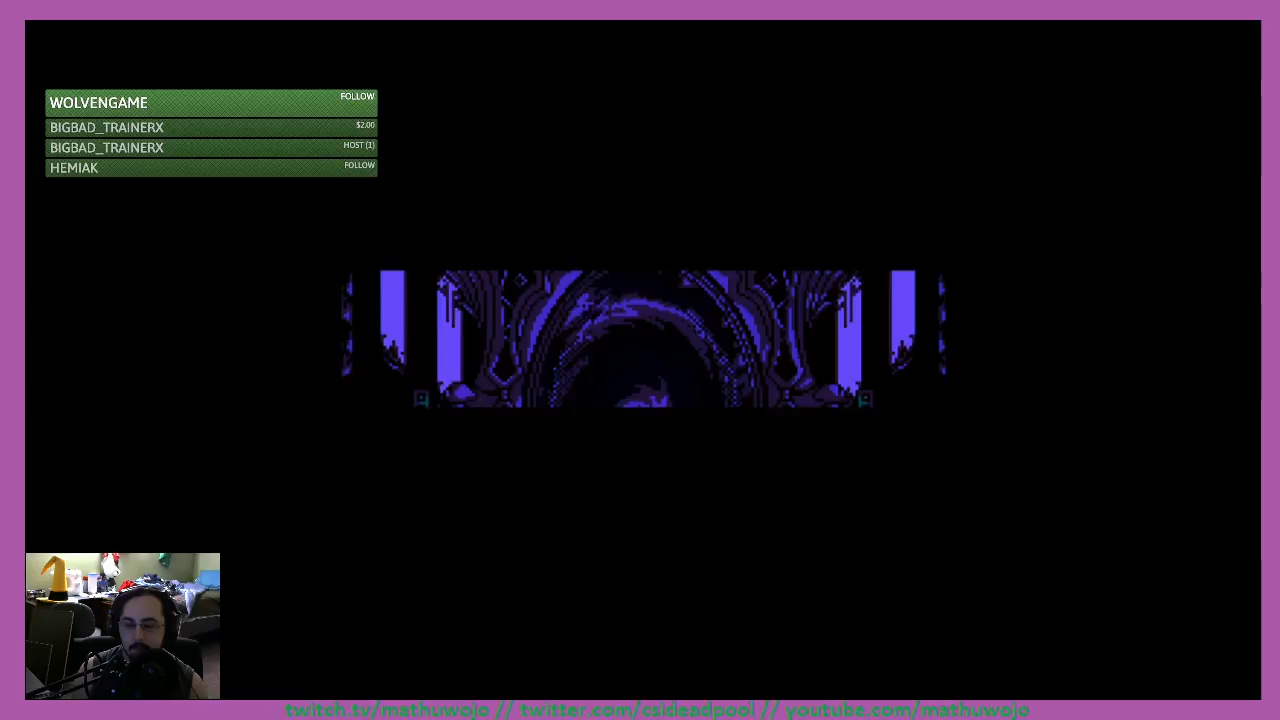 WOLVENGAME FOLLOW
BIGBAD_TRAINERX $2.00
BIGBAD_TRAINERX HOST (1)
HEMIAK FOLLOW
twitch.tv/mathuwojo // twitter.com/csideadpool // youtube.com/mathuwojo